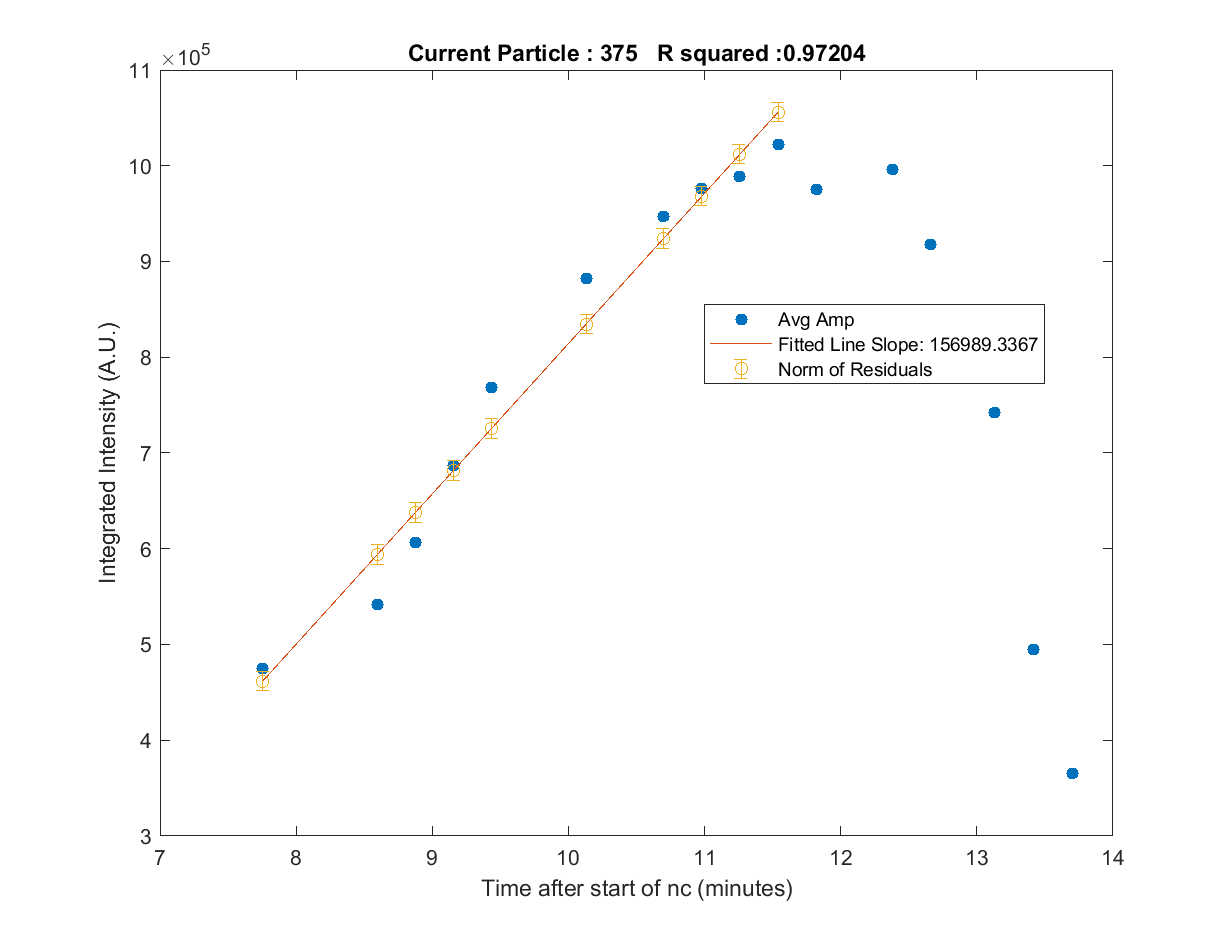 Current Particle : 375   R squared :0.97204
×10^5
11
10
9
8
7
6
5
4
3
Integrated Intensity (A.U.)
Avg Amp
Fitted Line Slope: 156989.3367
Norm of Residuals
7 8 9 10 11 12 13 14
Time after start of nc (minutes)